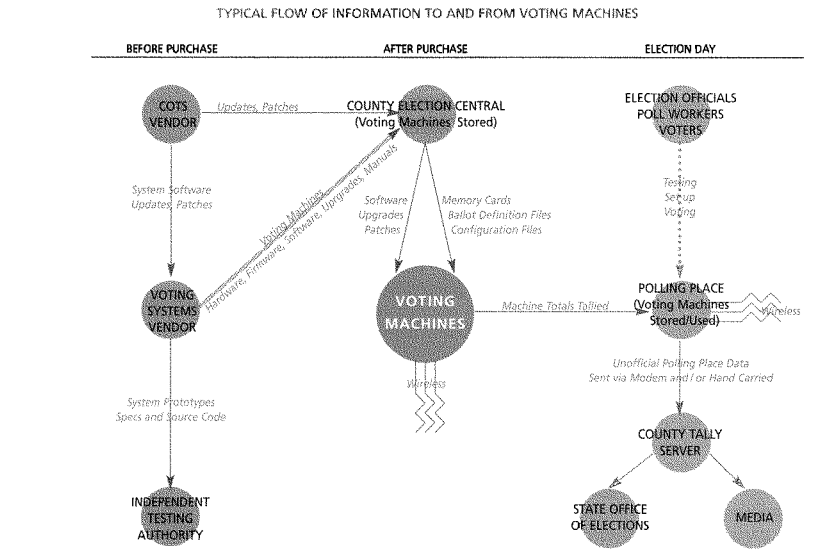 TYPICAL FLOW OF INFORMATION TO AND FROM VOTING MACHINES
BEFORE PURCHASE
AFTER PURCHASE
ELECTION DAY
COTS
VENDOR
Updates, Patches
COUNTY ELECTION CENTRAL
(Voting Machines Stored)
ELECTION OFFICIALS
POLL WORKERS
VOTERS
System Software
Updates, Patches
Voting Machines
Hardware, Firmware, Software, Uprgrades, Manuals
Software
Upgrades
Patches
Memory Cards
Ballot Definition Files
Configuration Files
Testing
Set up
Voting
VOTING
SYSTEMS
VENDOR
VOTING
MACHINES
Machine Totals Tallied
POLLING PLACE
(Voting Machines
Stored/Used)
Wireless
Wireless
Unofficial Polling Place Data
Sent via Modem and / or Hand Carried
System Prototypes
Specs and Source Code
COUNTY TALLY
SERVER
INDEPENDENT
TESTING
AUTHORITY
STATE OFFICE
OF ELECTIONS
MEDIA